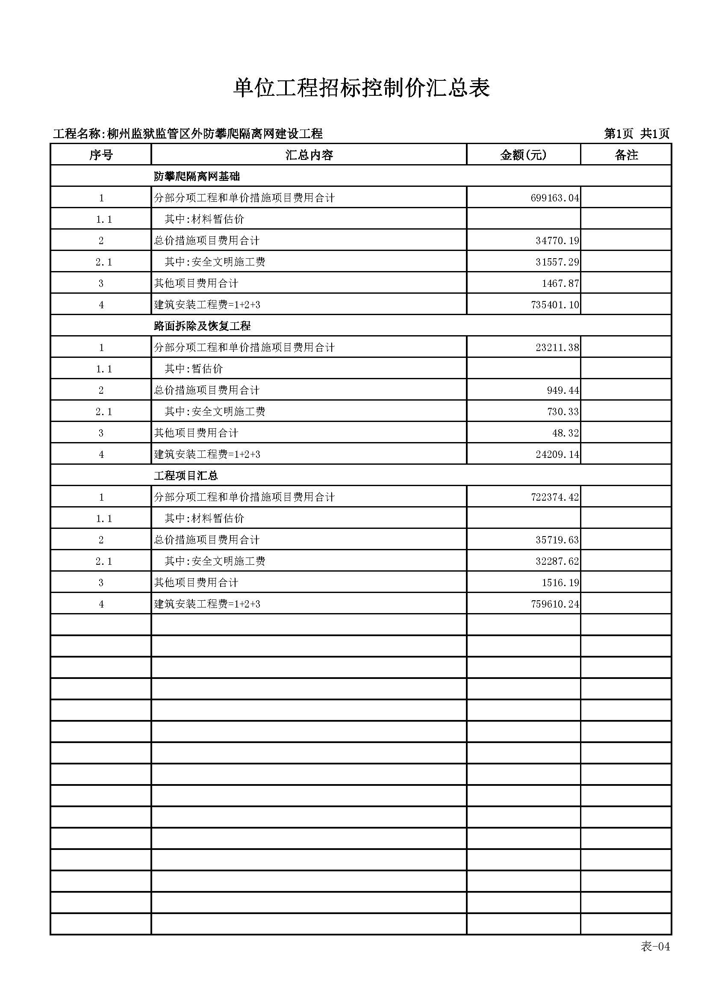 单位工程招标控制价汇总表
工程名称:柳州监狱监管区外防攀爬隔离网建设工程 第1页 共1页
序号 汇总内容 金额(元) 备注
防攀爬隔离网基础
1 分部分项工程和单价措施项目费用合计 699163.04
1.1 其中:材料暂估价
2 总价措施项目费用合计 34770.19
2.1 其中:安全文明施工费 31557.29
3 其他项目费用合计 1467.87
4 建筑安装工程费=1+2+3 735401.10
路面拆除及恢复工程
1 分部分项工程和单价措施项目费用合计 23211.38
1.1 其中:暂估价
2 总价措施项目费用合计 949.44
2.1 其中:安全文明施工费 730.33
3 其他项目费用合计 48.32
4 建筑安装工程费=1+2+3 24209.14
工程项目汇总
1 分部分项工程和单价措施项目费用合计 722374.42
1.1 其中:材料暂估价
2 总价措施项目费用合计 35719.63
2.1 其中:安全文明施工费 32287.62
3 其他项目费用合计 1516.19
4 建筑安装工程费=1+2+3 759610.24
表-04